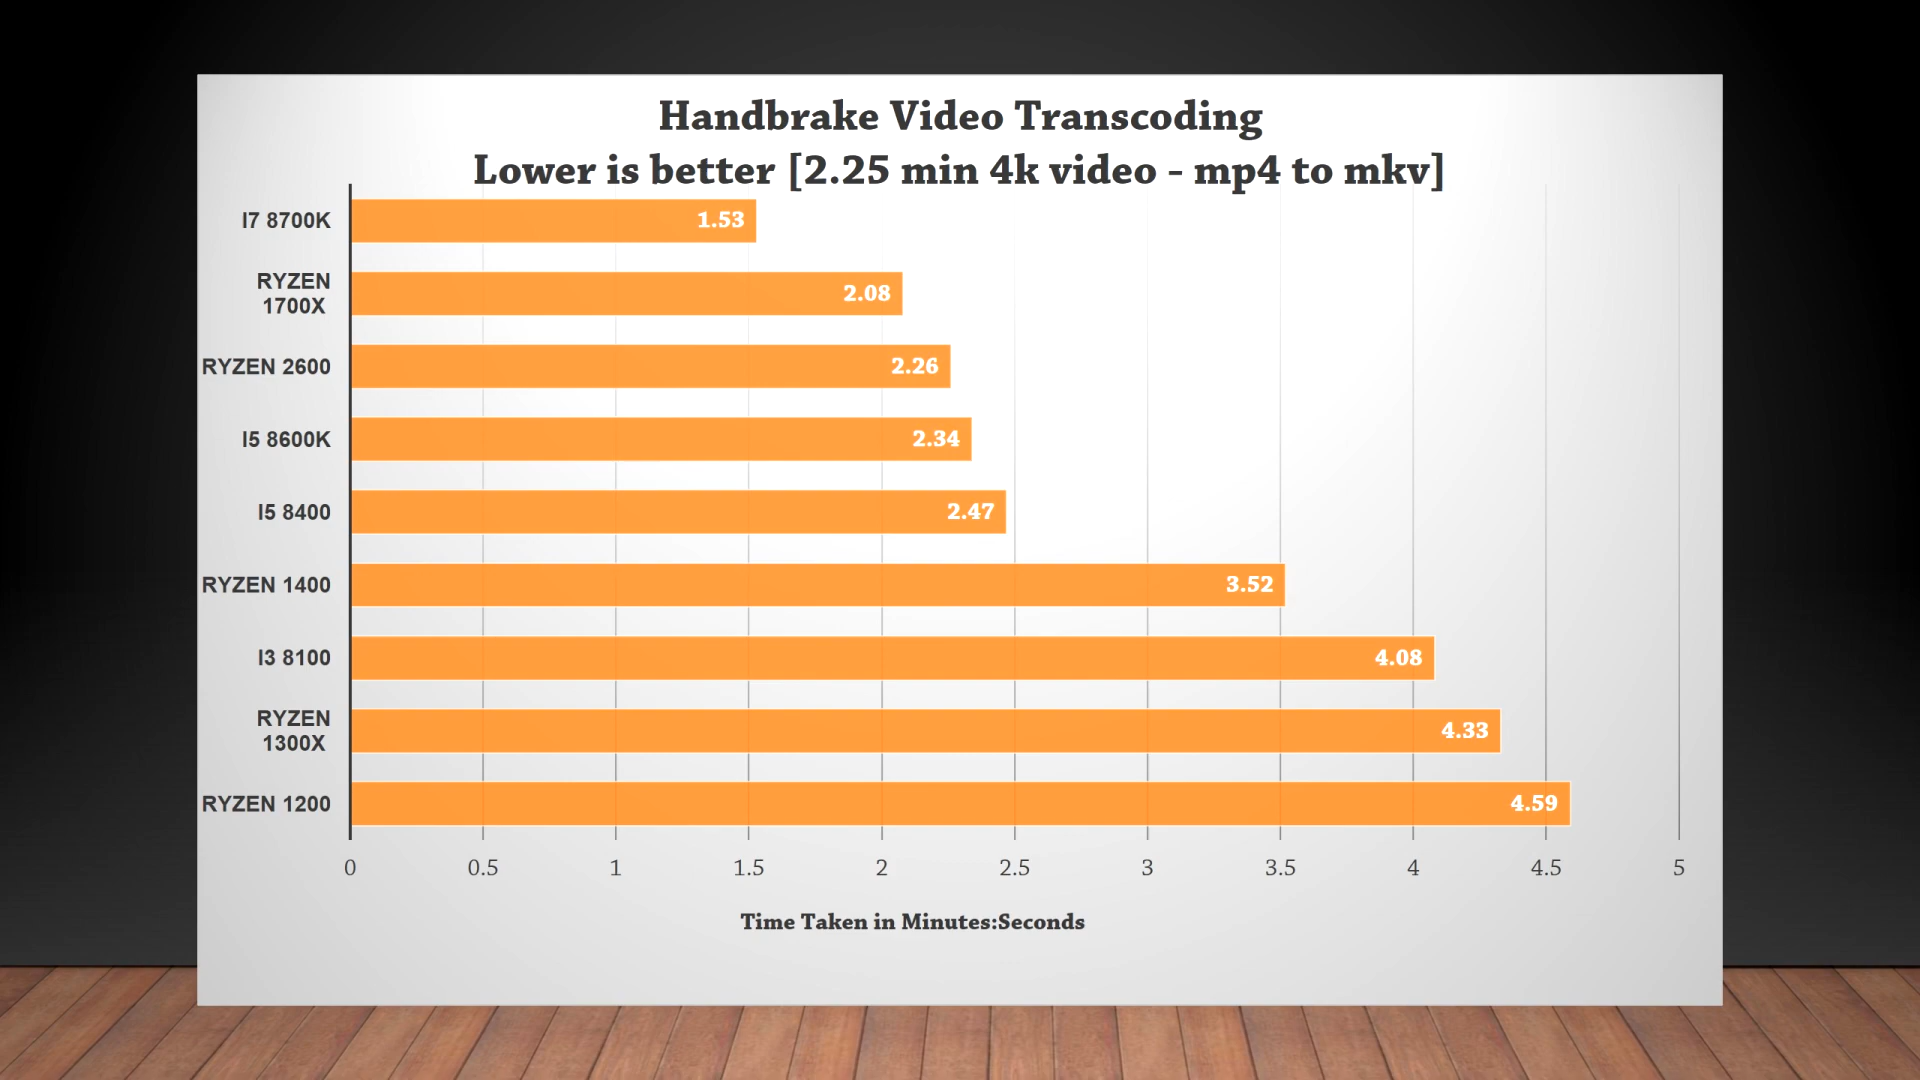 Handbrake Video Transcoding
Lower is better [2.25 min 4k video - mp4 to mkv]
I7 8700K
1.53
RYZEN
1700X
2.08
RYZEN 2600
2.26
I5 8600K
2.34
I5 8400
2.47
RYZEN 1400
3.52
I3 8100
4.08
RYZEN
1300X
4.33
RYZEN 1200
4.59
0 0.5 1 1.5 2 2.5 3 3.5 4 4.5 5
Time Taken in Minutes:Seconds